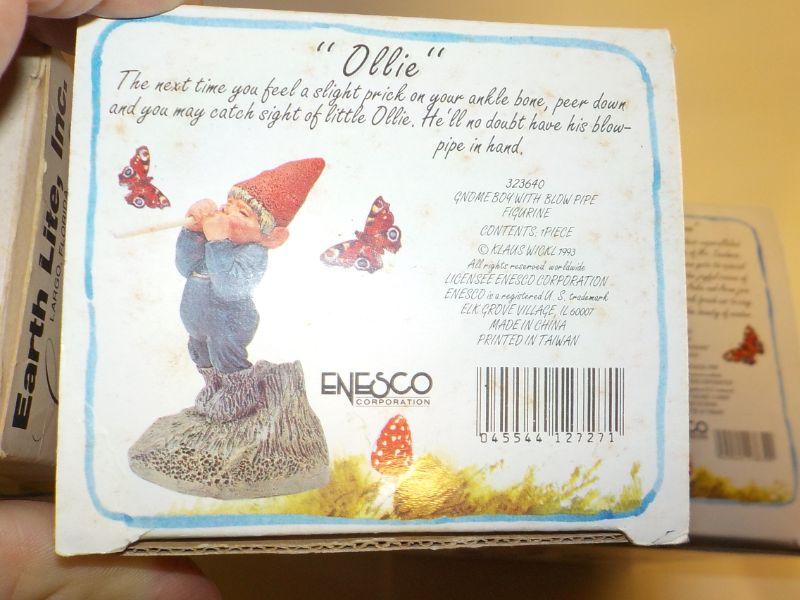 " Ollie "
The next time you feel a slight prick on your ankle bone, peer down
and you may catch sight of little Ollie. He'll no doubt have his blow-
pipe in hand.
323640
GNOME BOY WITH BLOW PIPE
FIGURINE
CONTENTS; 1PIECE
© KLAUS WICKL 1993
All rights reserved worldwide
LICENSEE ENESCO CORPORATION
ENESCO is a registered U. S. trademark
ELK GROVE VILLAGE, IL 60007
MADE IN CHINA
PRINTED IN TAIWAN
ENESCO
CORPORATION
045544 127271
Earth Lite, Inc.
LARGO, FLORIDA